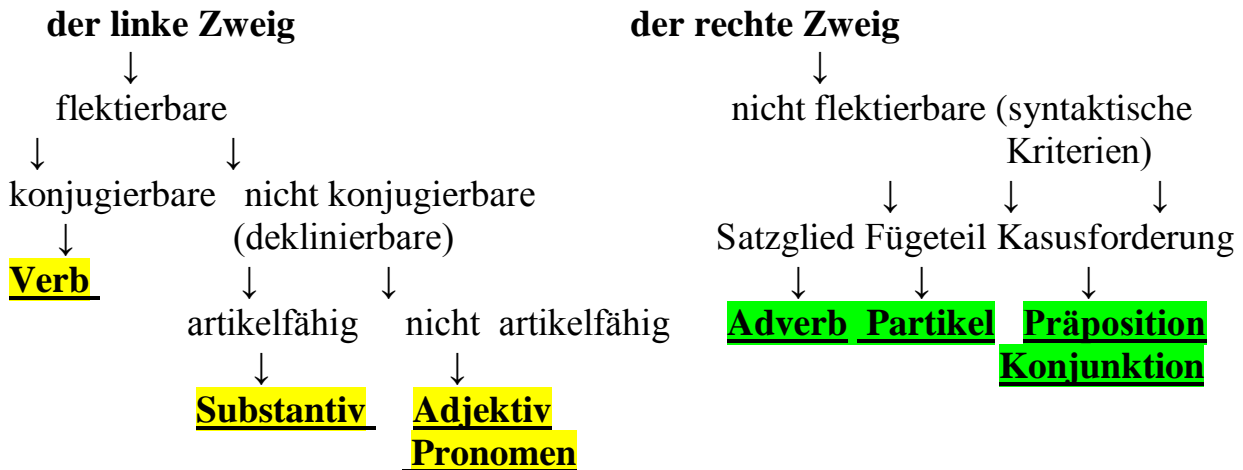 der linke Zweig der rechte Zweig
↓ ↓
flektierbare nicht flektierbare (syntaktische
↓ ↓ Kriterien)
konjugierbare nicht konjugierbare ↓ ↓ ↓
↓ (deklinierbare) Satzglied Fügeteil Kasusforderung
Verb ↓ ↓ ↓ ↓ ↓
artikelfähig nicht artikelfähig Adverb Partikel Präposition
↓ ↓ Konjunktion
Substantiv Adjektiv
Pronomen